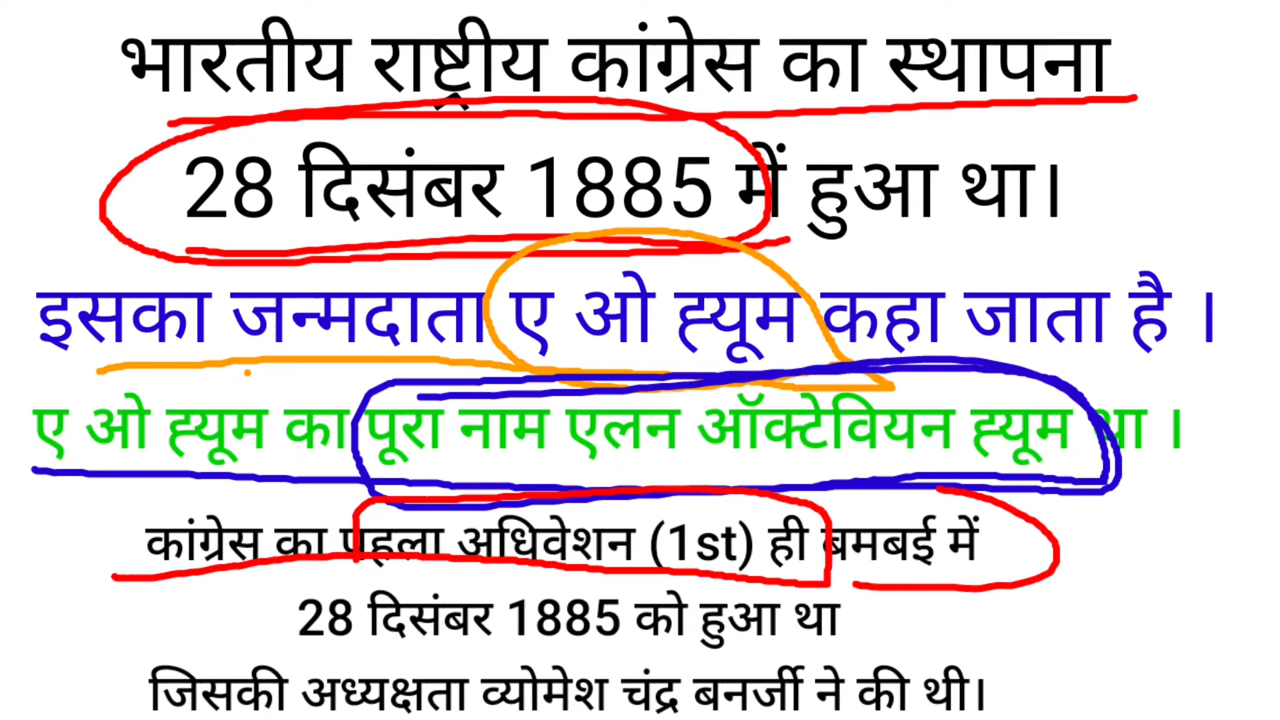 भारतीय राष्ट्रीय कांग्रेस का स्थापना
28 दिसंबर 1885 में हुआ था।
इसका जन्मदाता ए ओ ह्यूम कहा जाता है ।
ए ओ ह्यूम का पूरा नाम एलन ऑक्टेवियन ह्यूम था ।
कांग्रेस का पहला अधिवेशन (1st) ही बमबई में
28 दिसंबर 1885 को हुआ था
जिसकी अध्यक्षता व्योमेश चंद्र बनर्जी ने की थी।